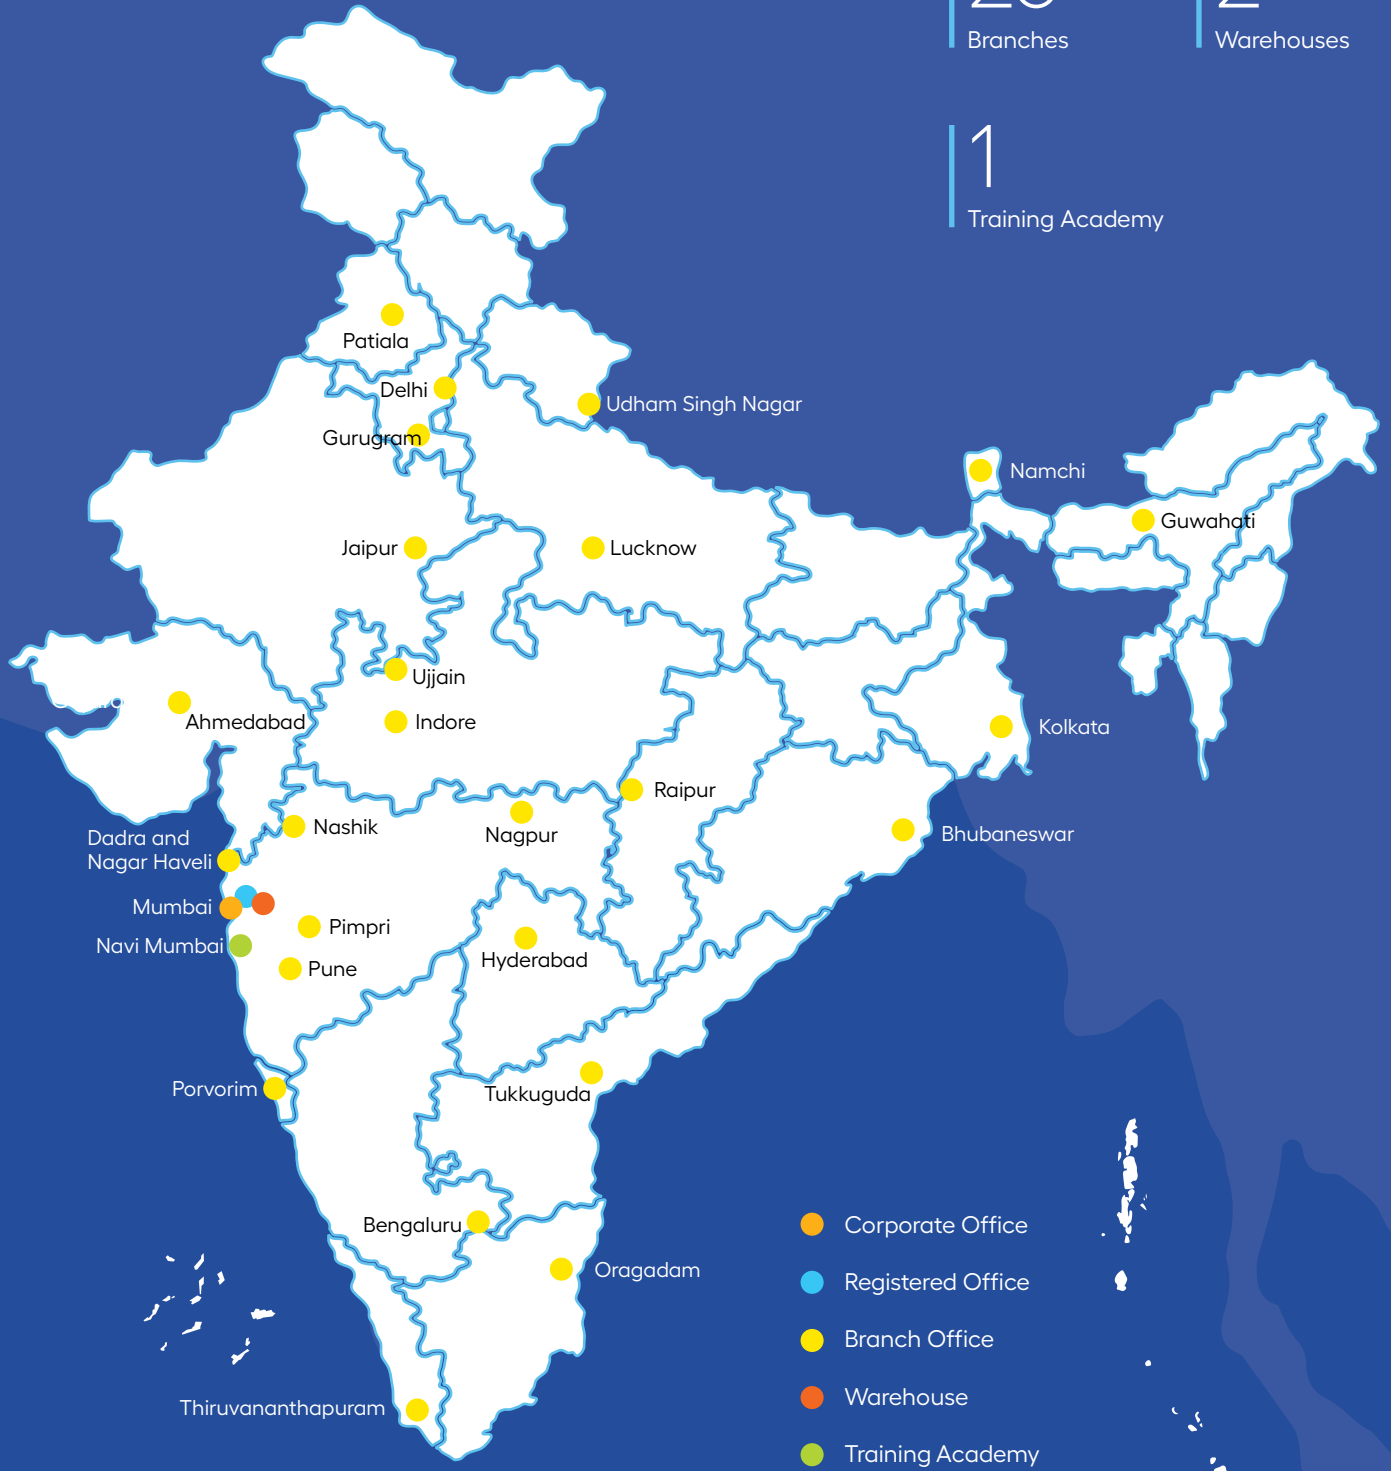 Branches
Warehouses
1
Training Academy
Patiala
Delhi
Udham Singh Nagar
Gurugram
Namchi
Guwahati
Jaipur
Lucknow
Ujjain
Ahmedabad
Indore
Kolkata
Raipur
Nashik
Nagpur
Bhubaneswar
Dadra and
Nagar Haveli
Mumbai
Pimpri
Navi Mumbai
Hyderabad
Pune
Porvorim
Tukkuguda
Bengaluru
Oragadam
Thiruvananthapuram
Corporate Office
Registered Office
Branch Office
Warehouse
Training Academy